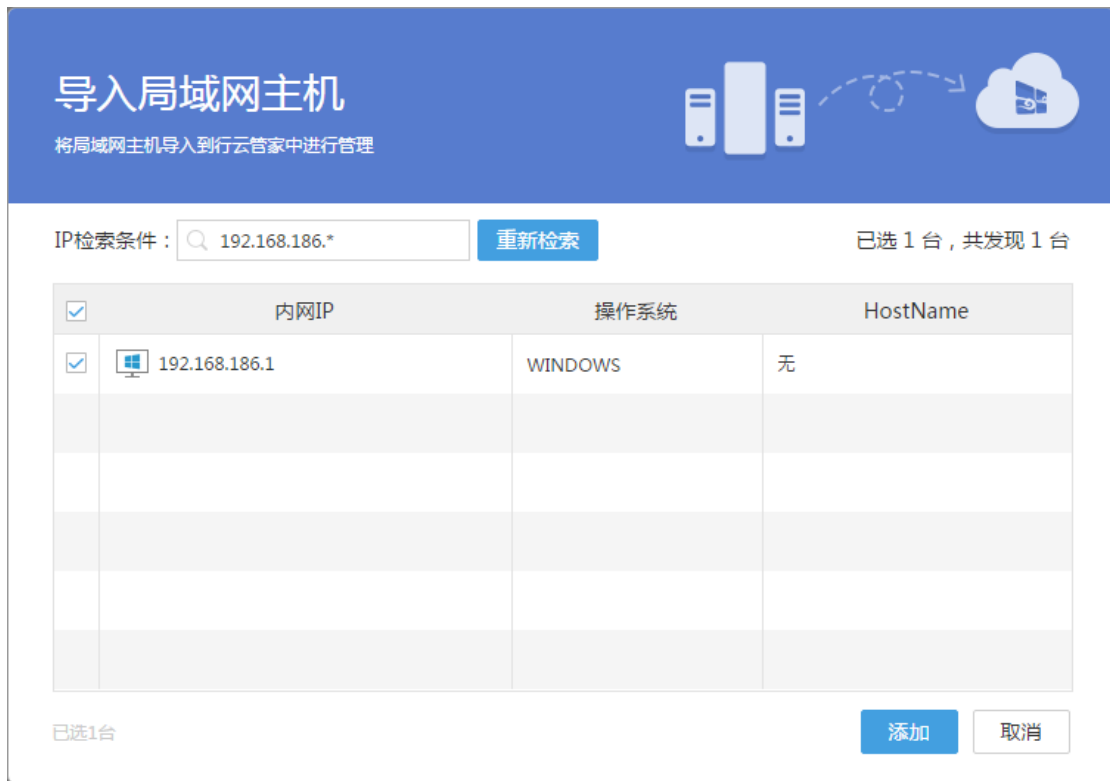 导入局域网主机
将局域网主机导入到行云管家中进行管理
IP检索条件： 192.168.186.* 重新检索 已选 1 台，共发现 1 台
内网IP 操作系统 HostName
192.168.186.1 WINDOWS 无
已选1台 添加 取消